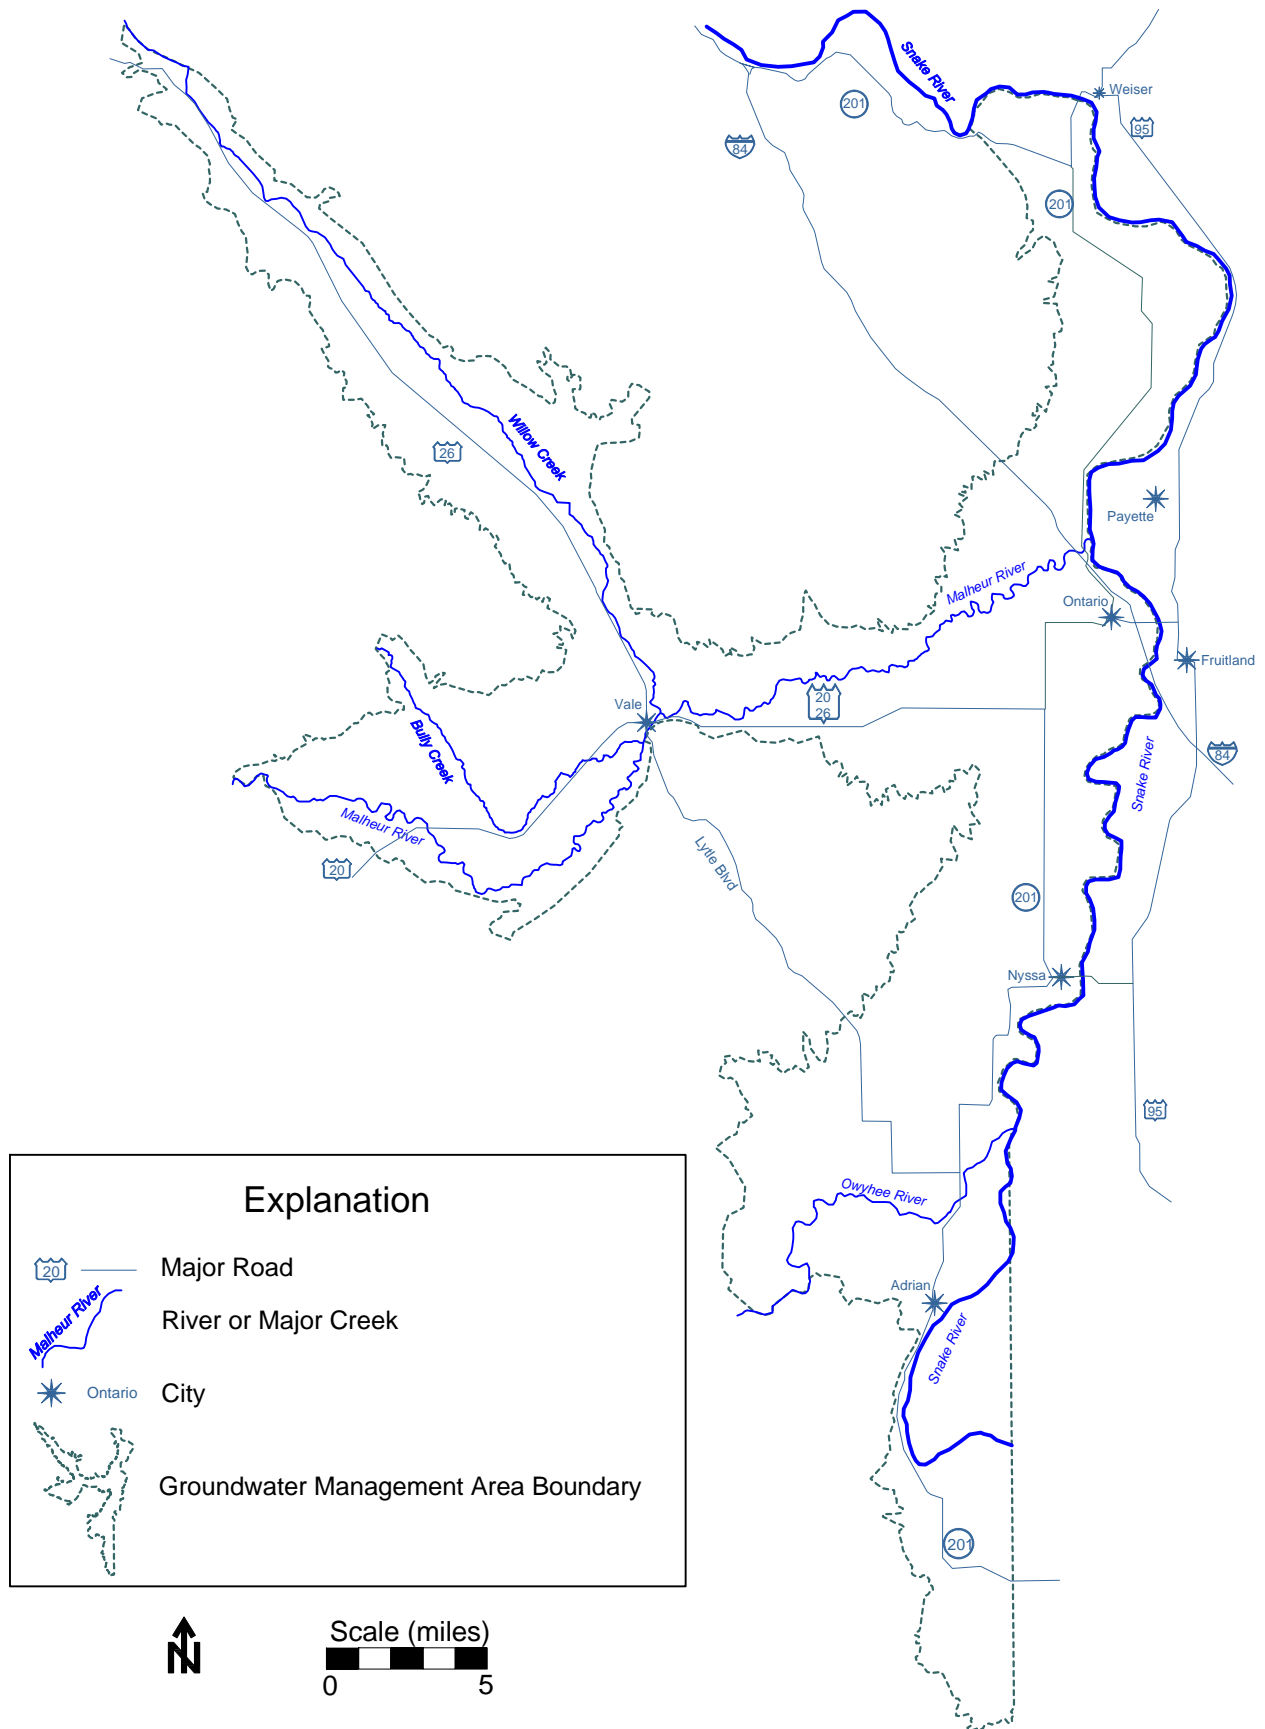 Snake River
Weiser
201
95
84
201
Willow Creek
26
Payette
Malheur River
Ontario
Fruitland
Vale
20
26
Bully Creek
84
Snake River
Malheur River
20
Lytle Blvd
201
Nyssa
95
Owyhee River
Adrian
Snake River
201
Explanation
20
Major Road
Malheur River
River or Major Creek
Ontario
City
Groundwater Management Area Boundary
N
Scale (miles)
0
5